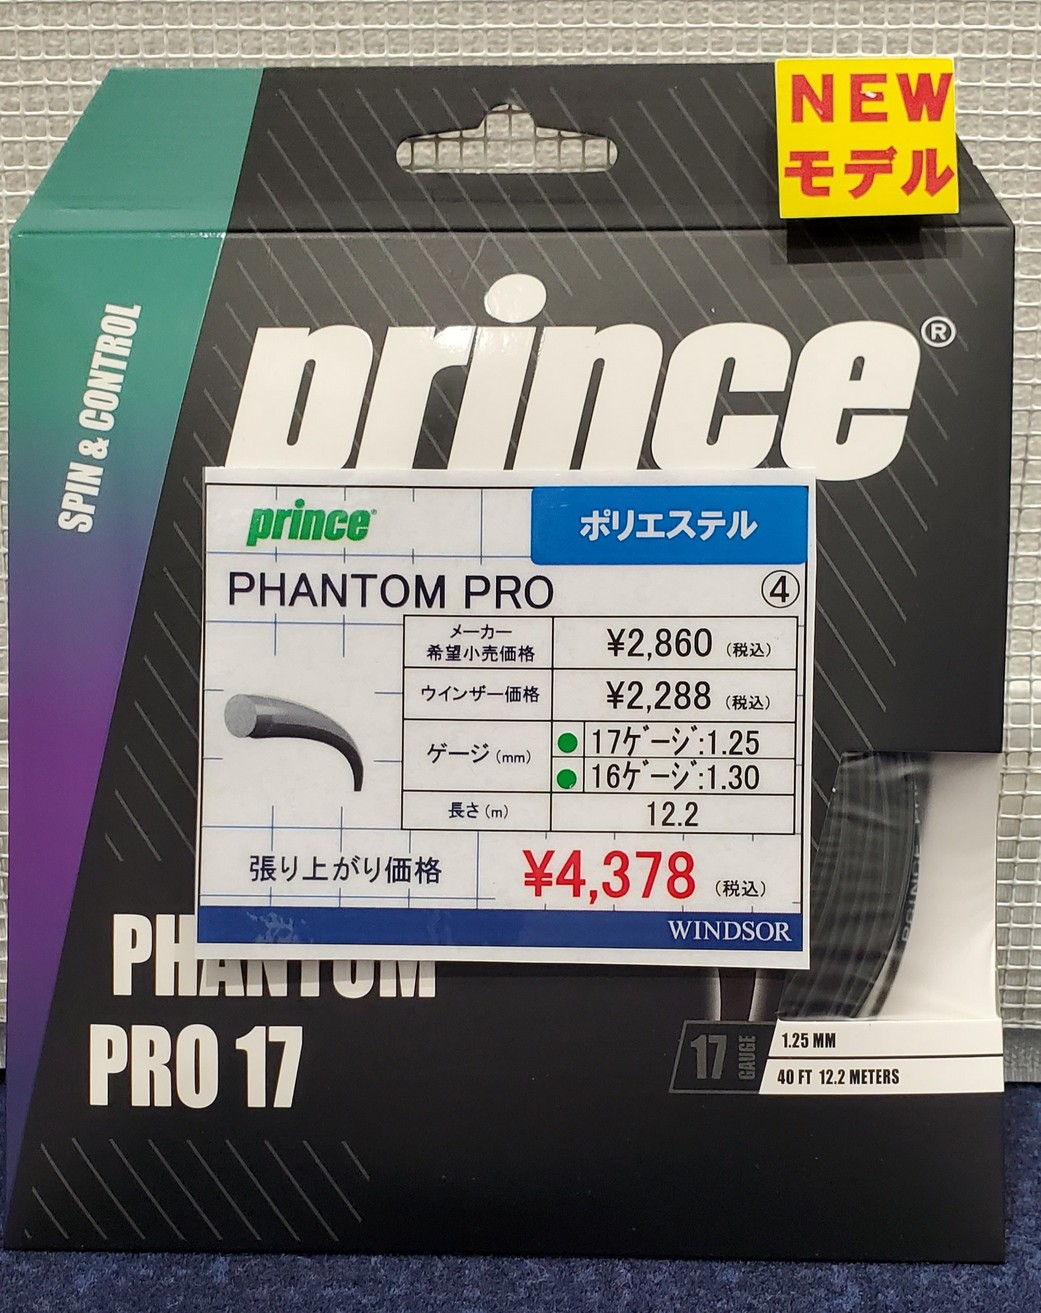 NEW
モデル
prince®
SPIN & CONTROL
prince
ポリエステル
PHANTOM PRO ④
メーカー
希望小売価格 ¥2,860 (税込)
ウインザー価格 ¥2,288 (税込)
ゲージ(mm)
17ゲージ:1.25
16ゲージ:1.30
長さ(m) 12.2
張り上がり価格 ¥4,378 (税込)
WINDSOR
PHANTOM
PRO 17
17 GAUGE
1.25 MM
40 FT 12.2 METERS